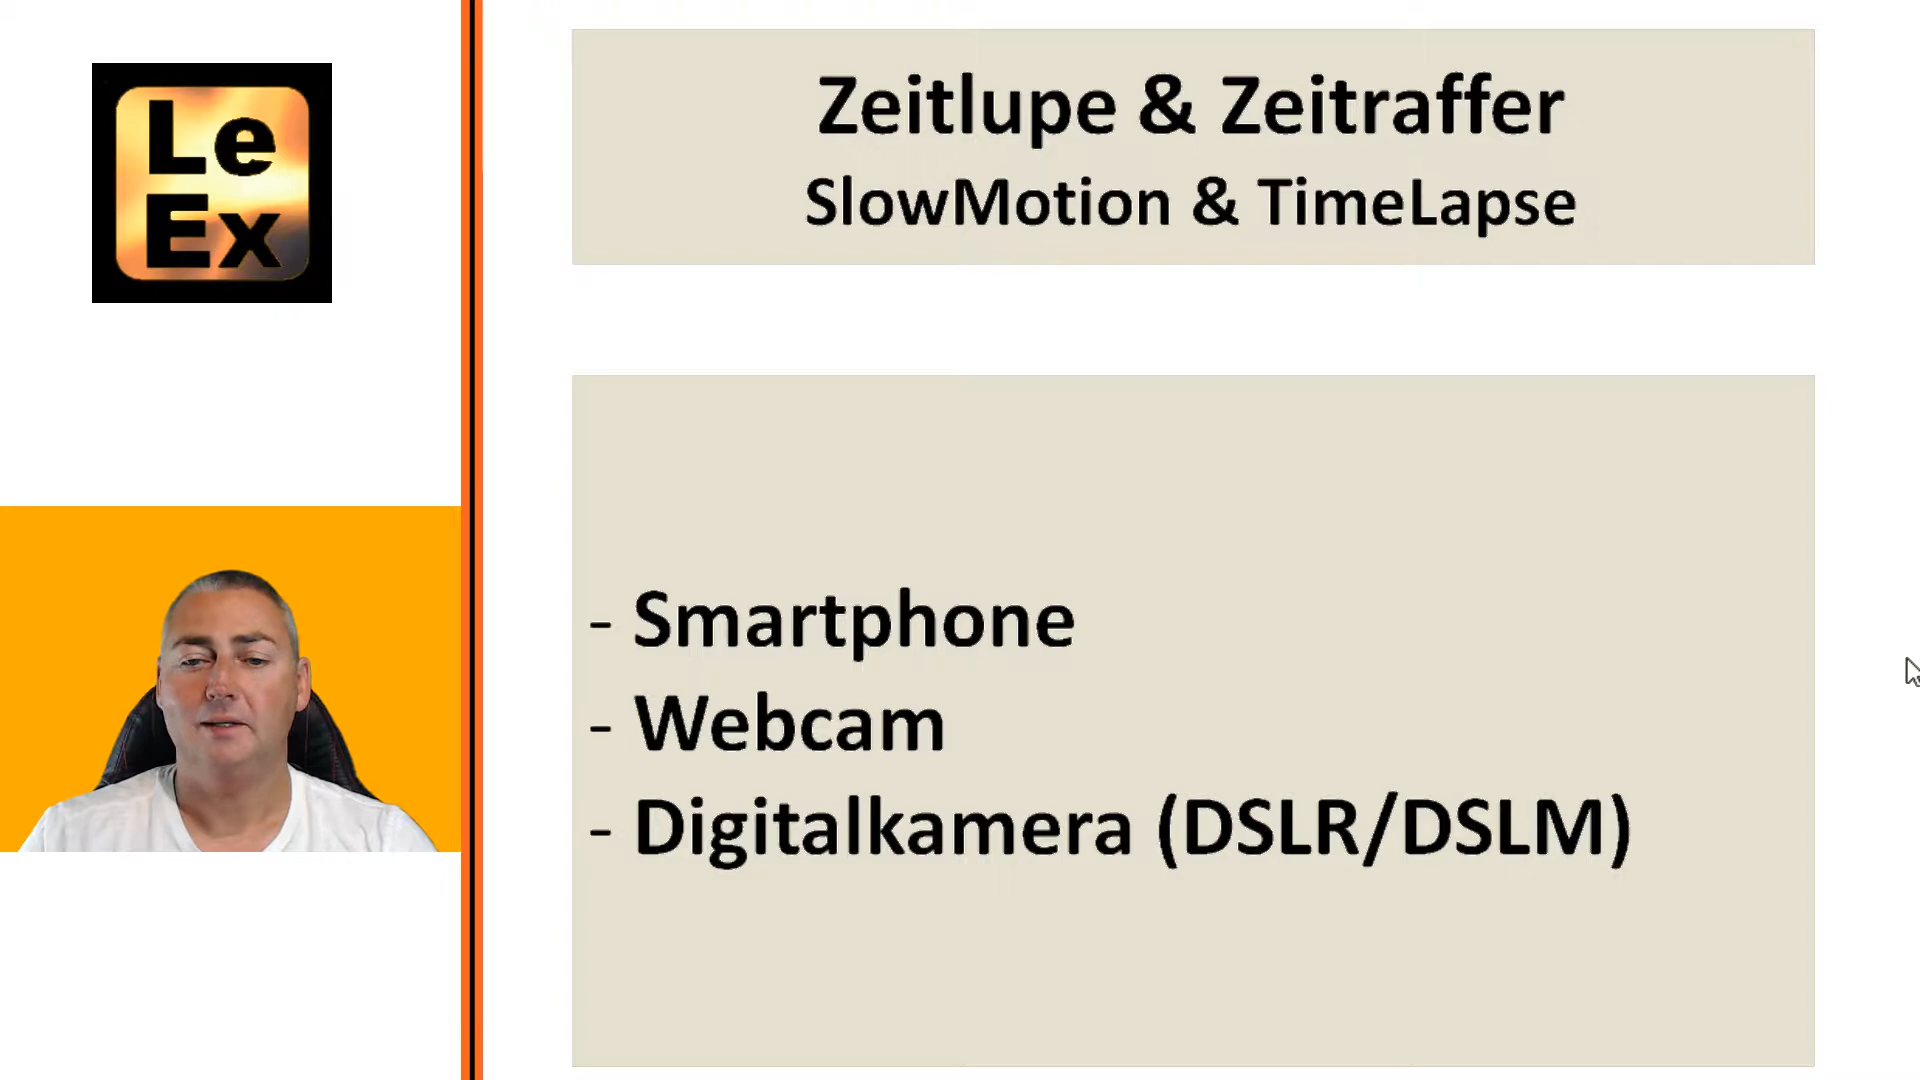 Le
Ex
Zeitlupe & Zeitraffer
SlowMotion & TimeLapse
- Smartphone
- Webcam
- Digitalkamera (DSLR/DSLM)